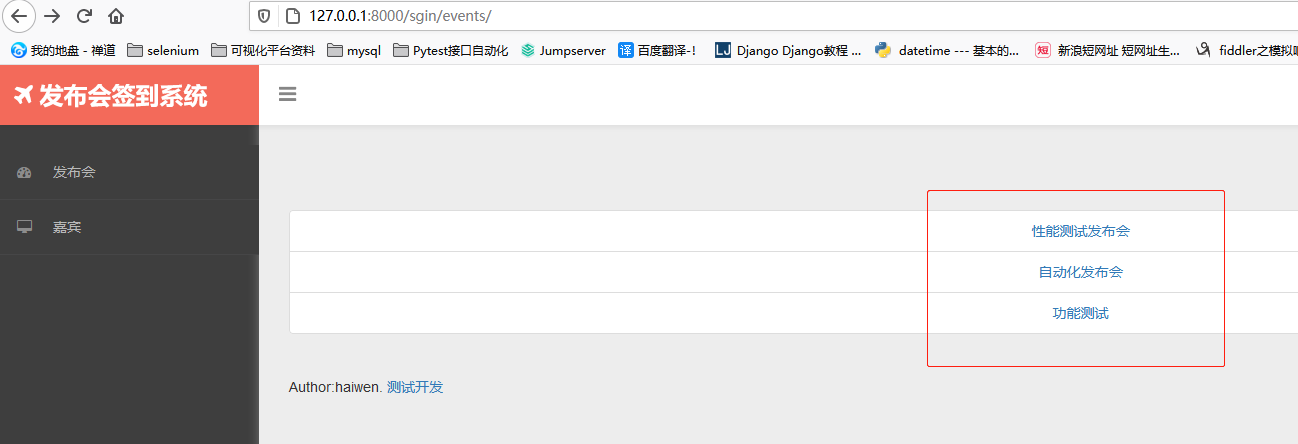 127.0.0.1:8000/sgin/events/
我的地盘 - 禅道 selenium 可视化平台资料 mysql Pytest接口自动化 Jumpserver 译 百度翻译-! LJ Django Django教程 ... datetime --- 基本的... 短 新浪短网址 短网址生... fiddler之模拟
发布会签到系统
发布会
嘉宾
性能测试发布会
自动化发布会
功能测试
Author:haiwen. 测试开发